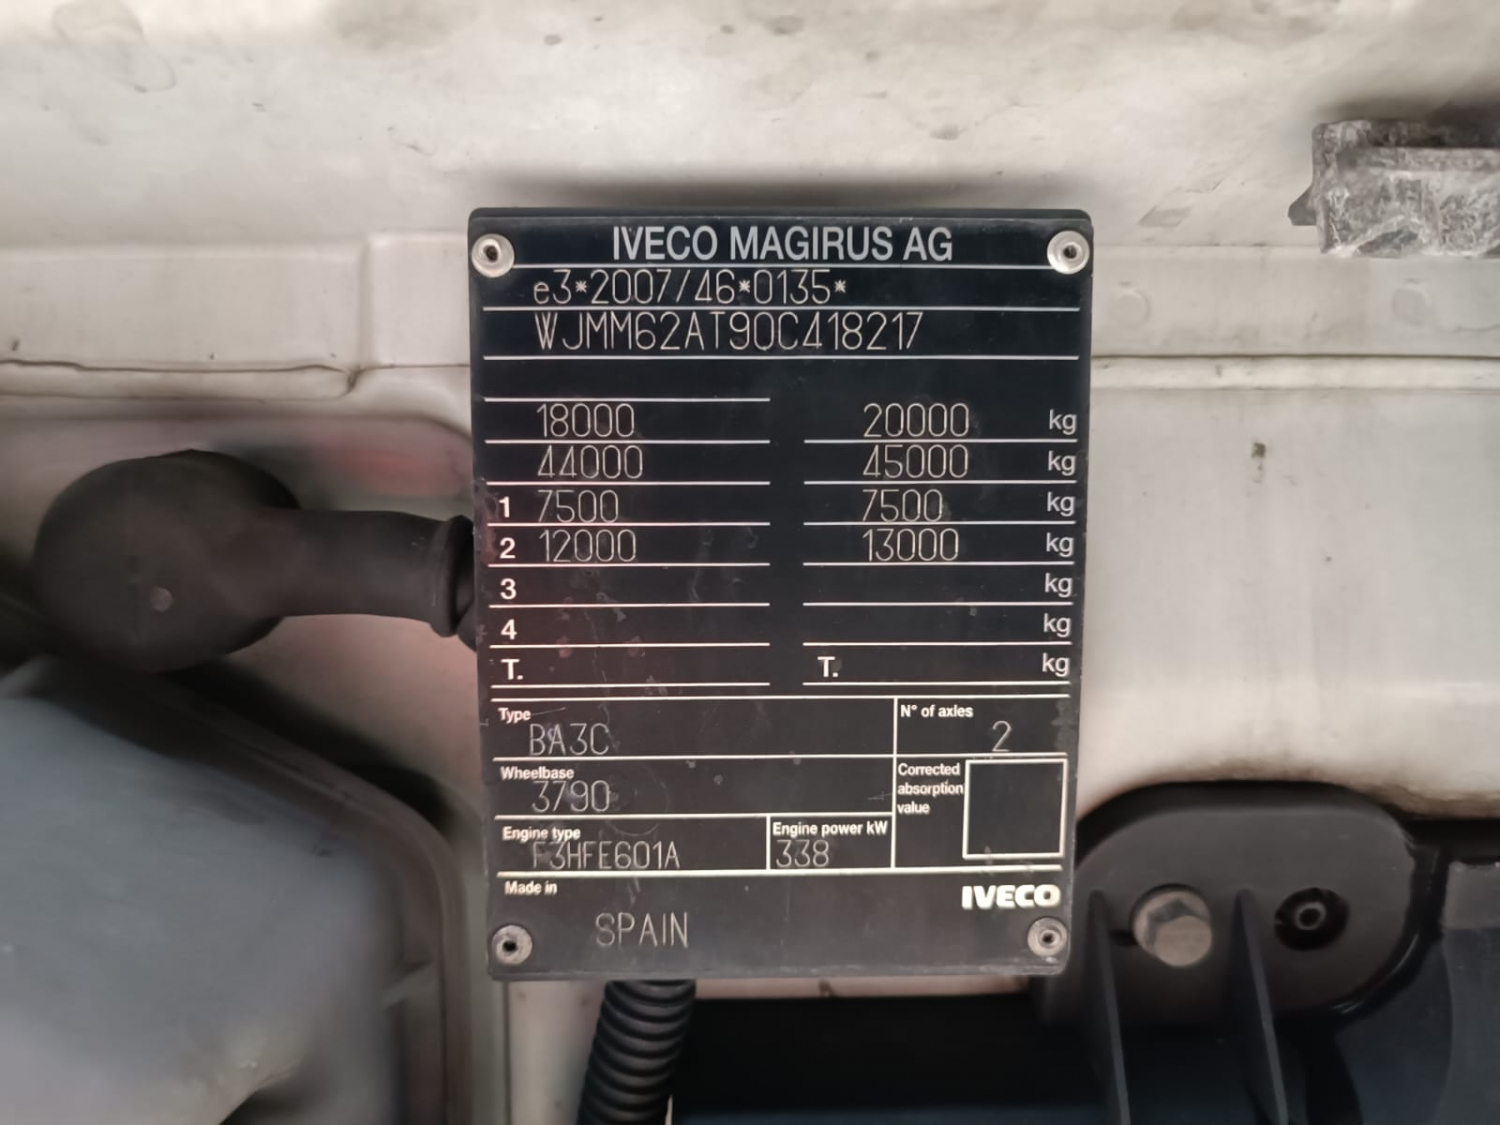 IVECO MAGIRUS AG
e3*2007/46*0135*
WJMM62AT90C418217
18000 20000 kg
44000 45000 kg
1 7500 7500 kg
2 12000 13000 kg
3 kg
4 kg
T. T. kg
Type BA3C N° of axles 2
Wheelbase 3790 Corrected absorption value
Engine type F3HFE601A Engine power kW 338
Made in IVECO
SPAIN